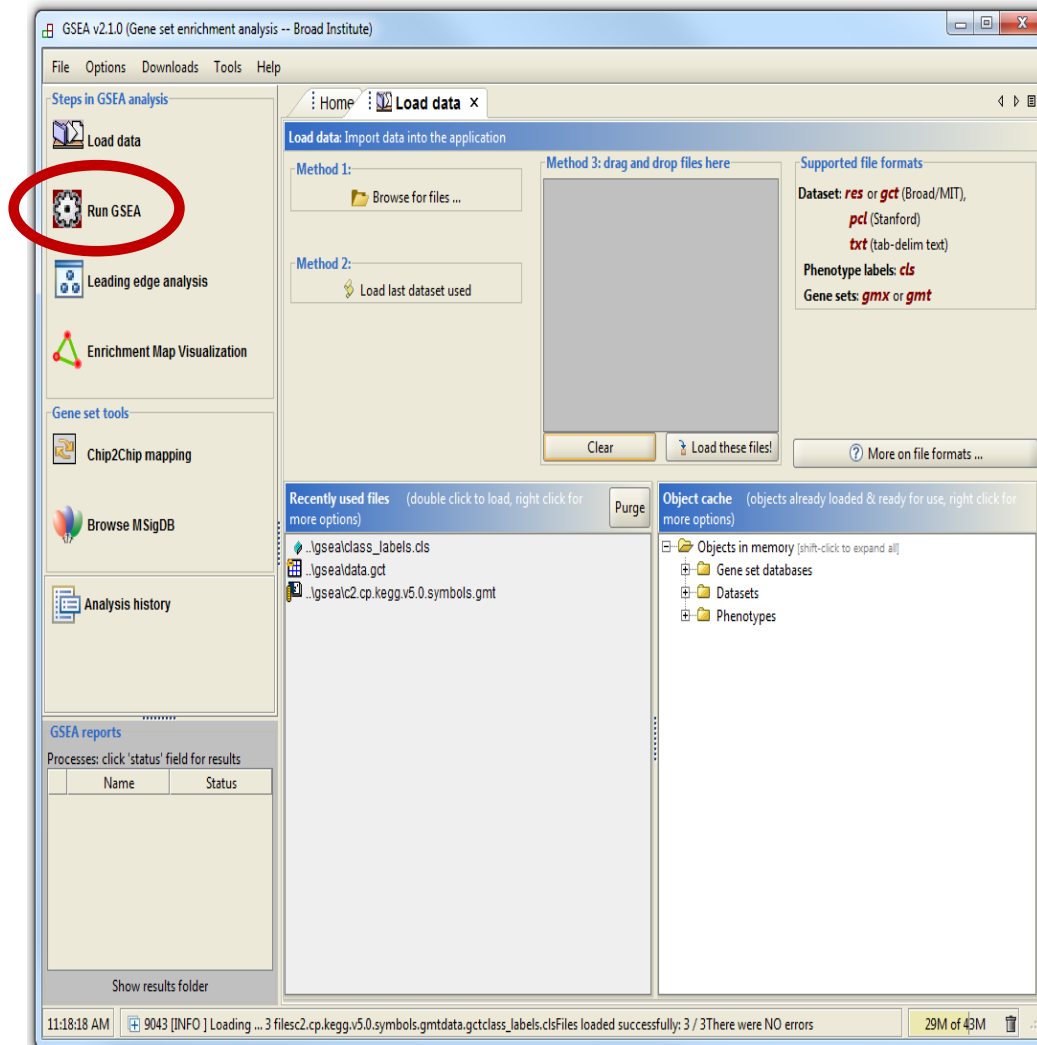 GSEA v2.1.0 (Gene set enrichment analysis -- Broad Institute)
File Options Downloads Tools Help
Steps in GSEA analysis
Load data
Run GSEA
Leading edge analysis
Enrichment Map Visualization
Gene set tools
Chip2Chip mapping
Browse MSigDB
Analysis history
GSEA reports
Processes: click 'status' field for results
Name Status
Show results folder
Home Load data ×
Load data: Import data into the application
Method 1:
Browse for files ...
Method 2:
Load last dataset used
Method 3: drag and drop files here
Clear Load these files!
Supported file formats
Dataset: res or gct (Broad/MIT),
pcl (Stanford)
txt (tab-delim text)
Phenotype labels: cls
Gene sets: gmx or gmt
More on file formats ...
Recently used files (double click to load, right click for
more options)
Purge
..\gsea\class_labels.cls
..\gsea\data.gct
..\gsea\c2.cp.kegg.v5.0.symbols.gmt
Object cache (objects already loaded & ready for use, right click for
more options)
Objects in memory [shift-click to expand all]
Gene set databases
Datasets
Phenotypes
11:18:18 AM 9043 [INFO ] Loading ... 3 filesc2.cp.kegg.v5.0.symbols.gmtdata.gctclass_labels.clsFiles loaded successfully: 3 / 3There were NO errors 29M of 43M